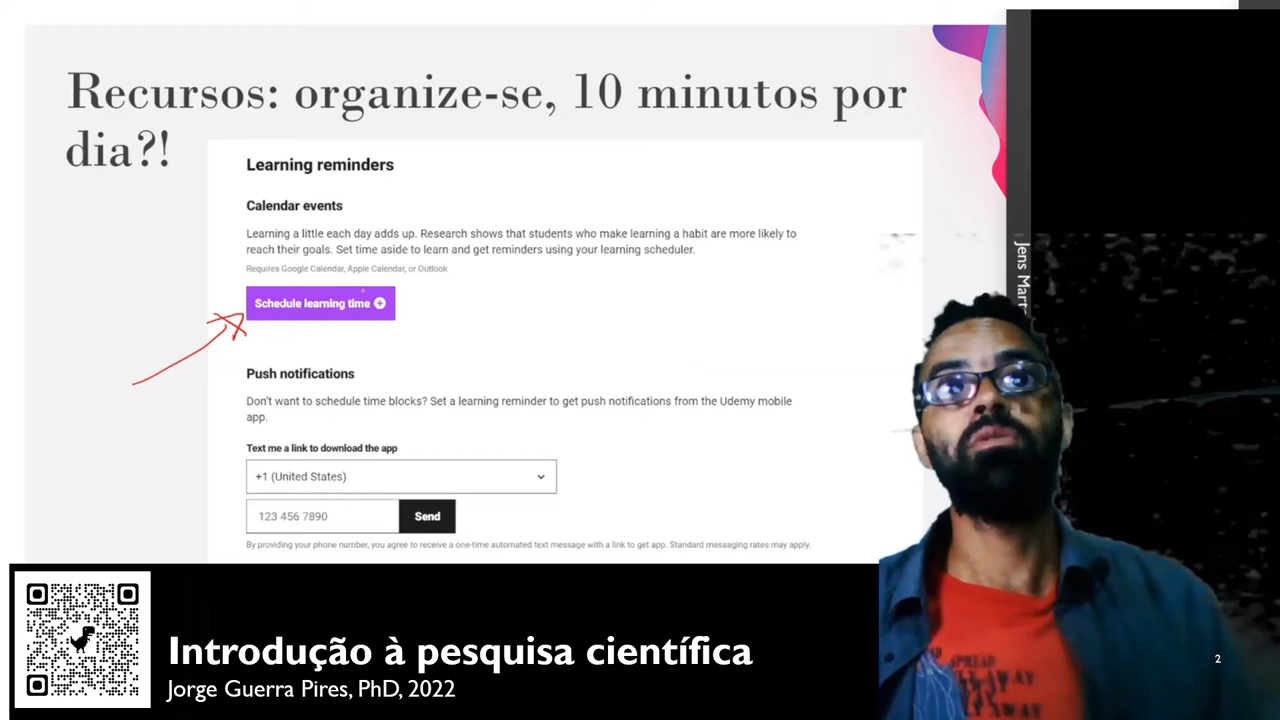 Recursos: organize-se, 10 minutos por
dia?!
Learning reminders
Calendar events
Learning a little each day adds up. Research shows that students who make learning a habit are more likely to
reach their goals. Set time aside to learn and get reminders using your learning scheduler.
Requires Google Calendar, Apple Calendar, or Outlook
Schedule learning time
Push notifications
Don't want to schedule time blocks? Set a learning reminder to get push notifications from the Udemy mobile
app.
Text me a link to download the app
+1 (United States)
123 456 7890
Send
By providing your phone number, you agree to receive a one-time automated text message with a link to get app. Standard messaging rates may apply.
Jens
Introdução à pesquisa científica
Jorge Guerra Pires, PhD, 2022
SPREAD
AWAY
AWAY
2